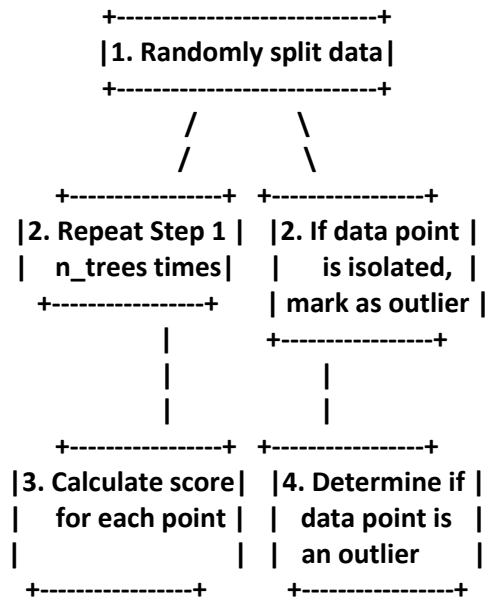 1. Randomly split data
2. Repeat Step 1
n_trees times
2. If data point
is isolated,
mark as outlier
3. Calculate score
for each point
4. Determine if
data point is
an outlier